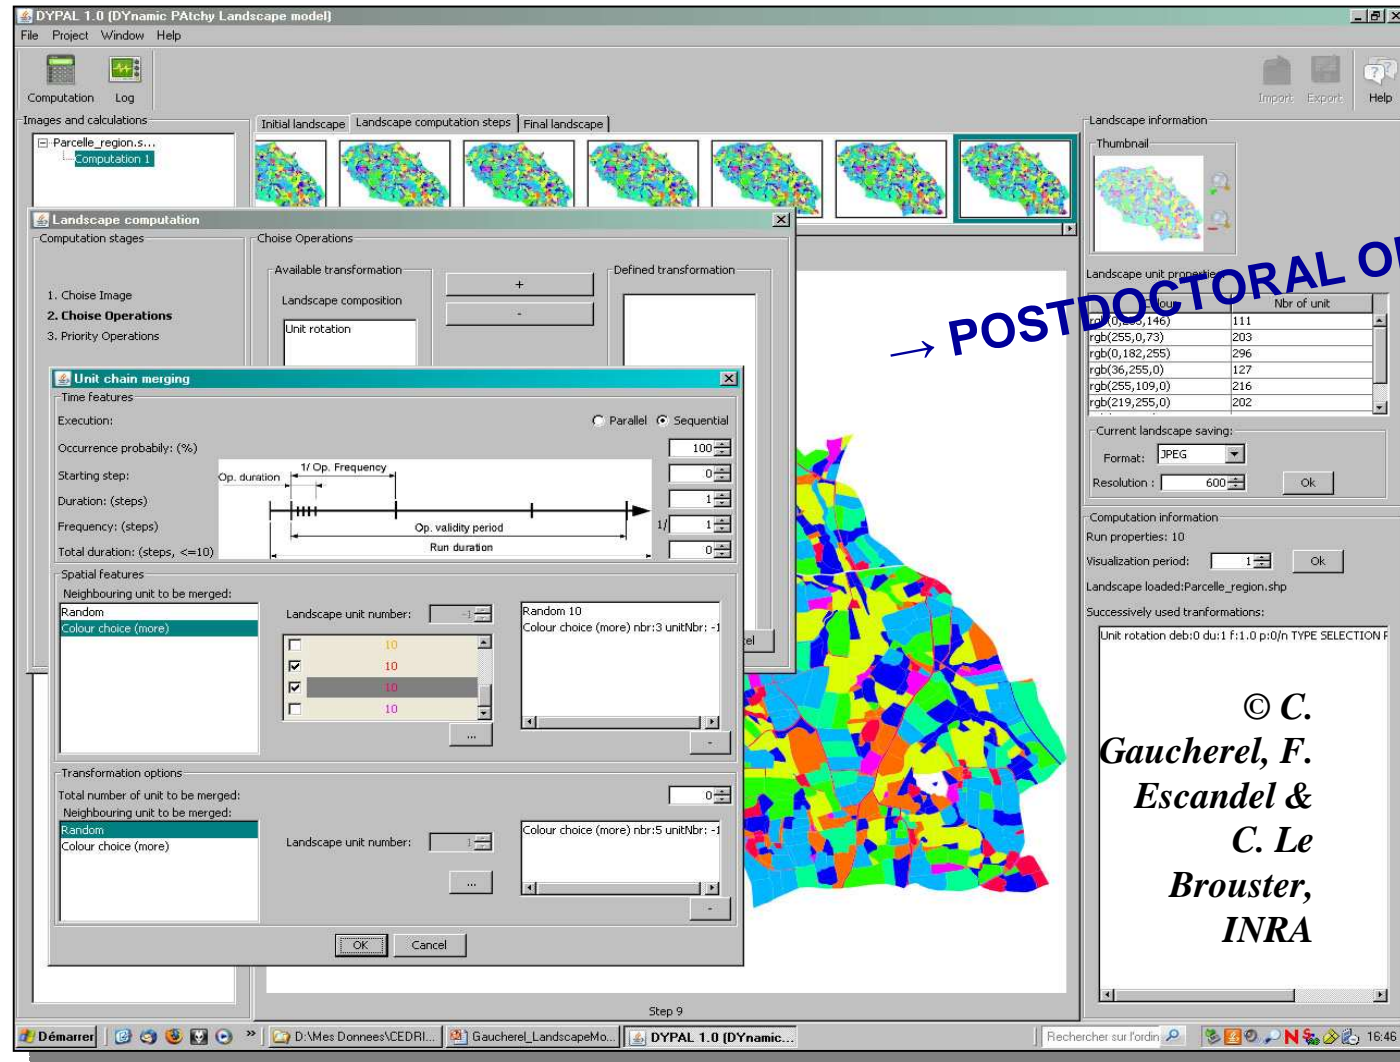 DYPAL 1.0 (DYnamic PAtchy Landscape model)
File Project Window Help
Computation Log
Import Export Help
Images and calculations
Parcelle_region.s...
Computation 1
Initial landscape Landscape computation steps Final landscape
Landscape computation
Computation stages
1. Choise Image
2. Choise Operations
3. Priority Operations
Choise Operations
Available transformation
Landscape composition
Unit rotation
+
-
Defined transformation
Unit chain merging
Time features
Execution: Parallel Sequential
Occurrence probabily: (%) 100
Starting step: 0
Duration: (steps) 1
Frequency: (steps) 1/ 1
Total duration: (steps, <=10) 0
Op. duration
1/ Op. Frequency
Op. validity period
Run duration
Spatial features
Neighbouring unit to be merged:
Random
Colour choice (more)
Landscape unit number: -1
10
10
10
10
...
Random 10
Colour choice (more) nbr:3 unitNbr: -1
-
Transformation options
Total number of unit to be merged: 0
Neighbouring unit to be merged:
Random
Colour choice (more)
Landscape unit number: 1
...
Colour choice (more) nbr:5 unitNbr: -1
-
OK Cancel
Step 9
→ POSTDOCTORAL
Landscape information
Thumbnail
Landscape unit
Nbr of unit
111
rgb(255,0,73) 203
rgb(0,182,255) 296
rgb(36,255,0) 127
rgb(255,109,0) 216
rgb(219,255,0) 202
Current landscape saving:
Format: JPEG
Resolution : 600 Ok
Computation information
Run properties: 10
Visualization period: 1 Ok
Landscape loaded:Parcelle_region.shp
Successively used tranformations:
Unit rotation deb:0 du:1 f:1.0 p:0/n TYPE SELECTION
© C.
Gaucherel, F.
Escandel &
C. Le
Brouster,
INRA
Démarrer » D:\Mes Donnees\CEDRI... Gaucherel_LandscapeMo... DYPAL 1.0 (DYnamic... Rechercher sur l'ordin 16:46